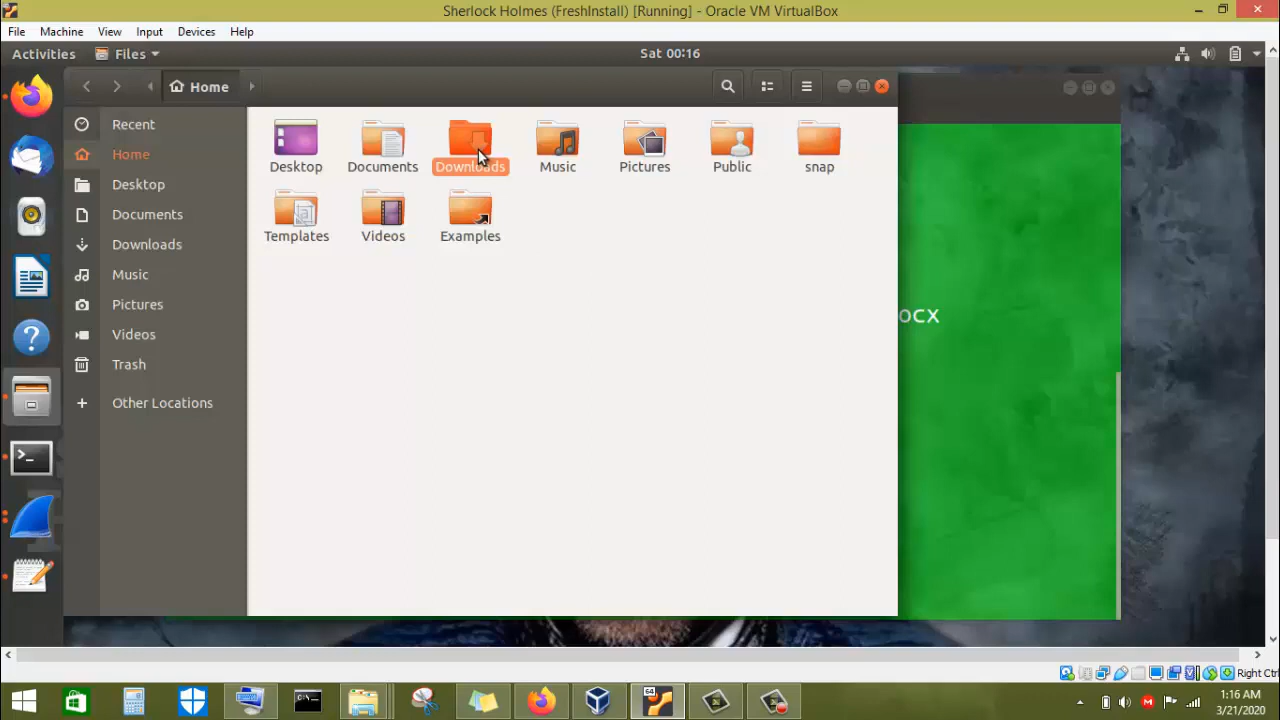 Sherlock Holmes (FreshInstall) [Running] - Oracle VM VirtualBox
File Machine View Input Devices Help
Activities Files Sat 00:16
Home
Recent
Home
Desktop
Documents
Downloads
Music
Pictures
Videos
Trash
Other Locations
Desktop Documents Downloads Music Pictures Public snap
Templates Videos Examples
ocx
Right Ctrl
64
1:16 AM
3/21/2020